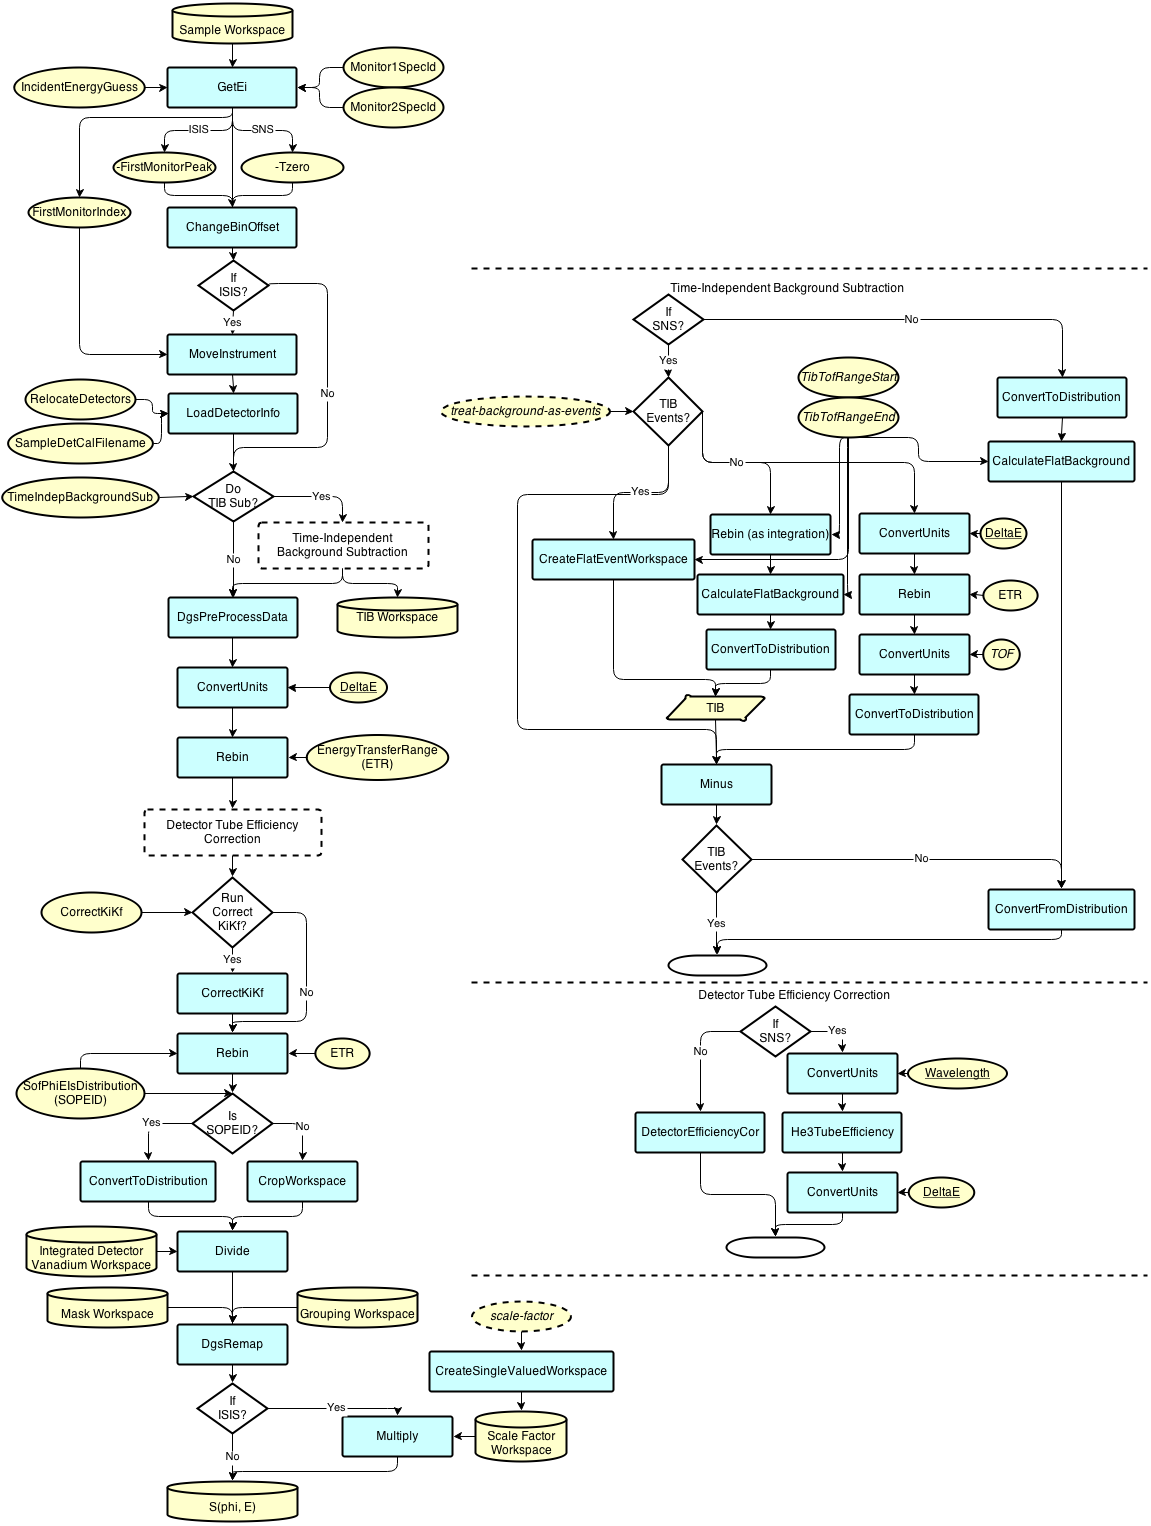 Sample Workspace
IncidentEnergyGuess
GetEi
Monitor1SpecId
Monitor2SpecId
ISIS
SNS
-FirstMonitorPeak
-Tzero
FirstMonitorIndex
ChangeBinOffset
If
ISIS?
Yes
No
MoveInstrument
RelocateDetectors
LoadDetectorInfo
SampleDetCalFilename
TimeIndepBackgroundSub
Do
TIB Sub?
Yes
No
Time-Independent
Background Subtraction
DgsPreProcessData
TIB Workspace
ConvertUnits
DeltaE
Rebin
EnergyTransferRange
(ETR)
Detector Tube Efficiency
Correction
CorrectKiKf
Run
Correct
KiKf?
Yes
No
CorrectKiKf
Rebin
ETR
SofPhiEIsDistribution
(SOPEID)
Is
SOPEID?
Yes
No
ConvertToDistribution
CropWorkspace
Integrated Detector
Vanadium Workspace
Divide
Mask Workspace
Grouping Workspace
DgsRemap
If
ISIS?
Yes
No
scale-factor
CreateSingleValuedWorkspace
Scale Factor
Workspace
Multiply
S(phi, E)
Time-Independent Background Subtraction
If
SNS?
No
Yes
treat-background-as-events
TIB
Events?
TibTofRangeStart
TibTofRangeEnd
ConvertToDistribution
CalculateFlatBackground
No
Yes
CreateFlatEventWorkspace
Rebin (as integration)
CalculateFlatBackground
ConvertToDistribution
ConvertUnits
DeltaE
Rebin
ETR
ConvertUnits
TOF
ConvertToDistribution
TIB
Minus
TIB
Events?
No
Yes
ConvertFromDistribution
Detector Tube Efficiency Correction
If
SNS?
Yes
No
ConvertUnits
Wavelength
DetectorEfficiencyCor
He3TubeEfficiency
ConvertUnits
DeltaE